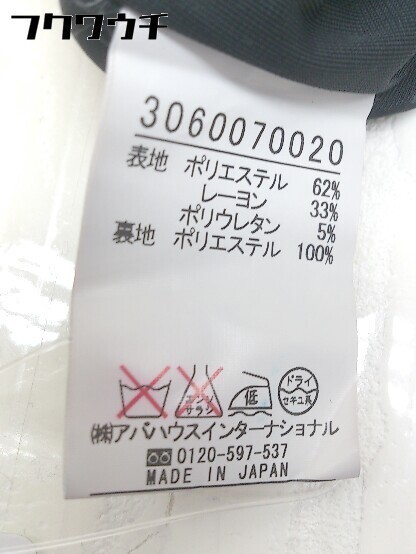 フクウクチ
3060070020
表地 ポリエステル 62%
レーヨン 33%
ポリウレタン 5%
裏地 ポリエステル 100%
エンソ
サラシ
低
ドライ
セキユ系
㈱アバハウスインターナショナル
0120-597-537
MADE IN JAPAN